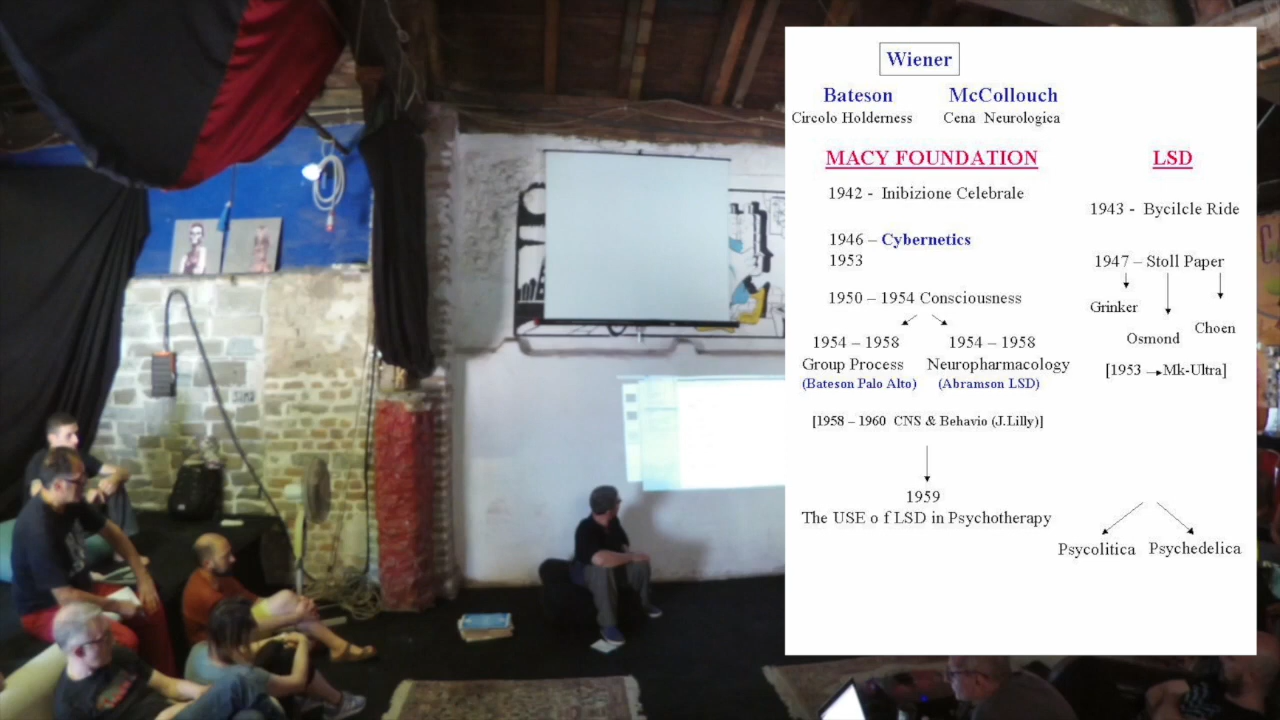 Wiener
Bateson McCollouch
Circolo Holderness Cena Neurologica
MACY FOUNDATION
1942 - Inibizione Celebrale
1946 – Cybernetics
1953
1950 – 1954 Consciousness
1954 – 1958 1954 – 1958
Group Process Neuropharmacology
(Bateson Palo Alto) (Abramson LSD)
[1958 – 1960 CNS & Behavio (J.Lilly)]
1959
The USE o f LSD in Psychotherapy
LSD
1943 - Bycilcle Ride
1947 – Stoll Paper
Grinker
Osmond
Choen
[1953 → Mk-Ultra]
Psycolitica Psychedelica